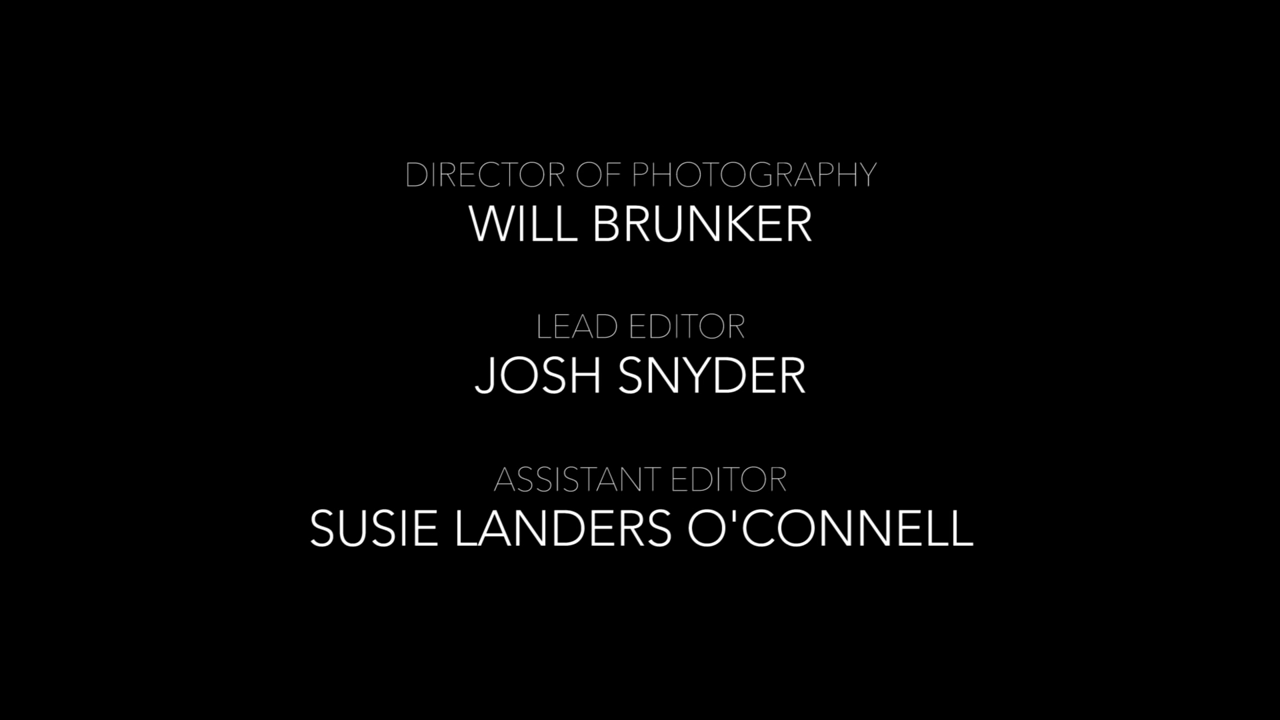 DIRECTOR OF PHOTOGRAPHY
WILL BRUNKER
LEAD EDITOR
JOSH SNYDER
ASSISTANT EDITOR
SUSIE LANDERS O'CONNELL